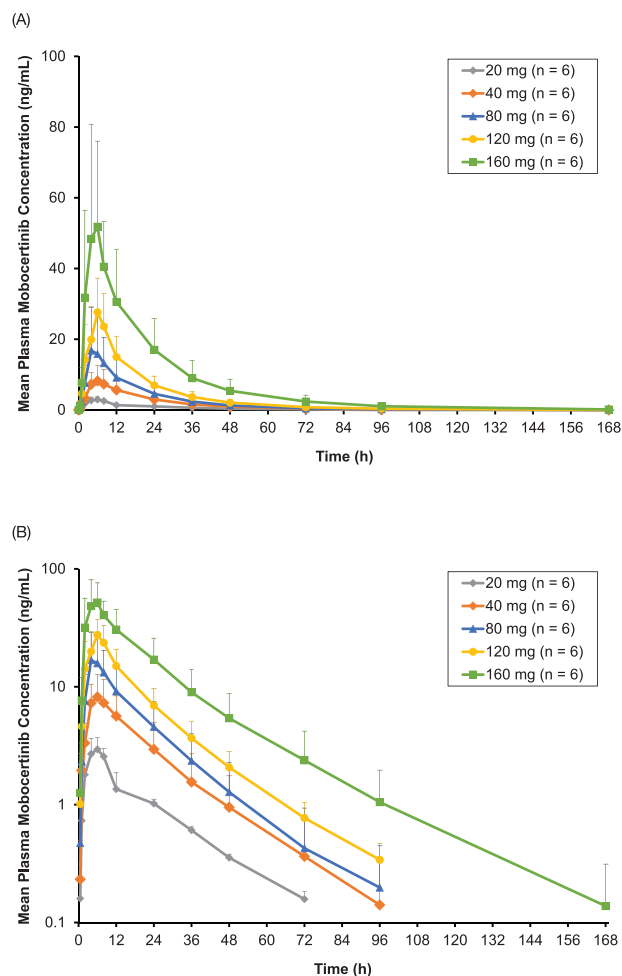 (A)
Mean Plasma Mobocertinib Concentration (ng/mL)
100
80
60
40
20
0
20 mg (n = 6)
40 mg (n = 6)
80 mg (n = 6)
120 mg (n = 6)
160 mg (n = 6)
0 12 24 36 48 60 72 84 96 108 120 132 144 156 168
Time (h)
(B)
Mean Plasma Mobocertinib Concentration (ng/mL)
100
10
1
0.1
20 mg (n = 6)
40 mg (n = 6)
80 mg (n = 6)
120 mg (n = 6)
160 mg (n = 6)
0 12 24 36 48 60 72 84 96 108 120 132 144 156 168
Time (h)